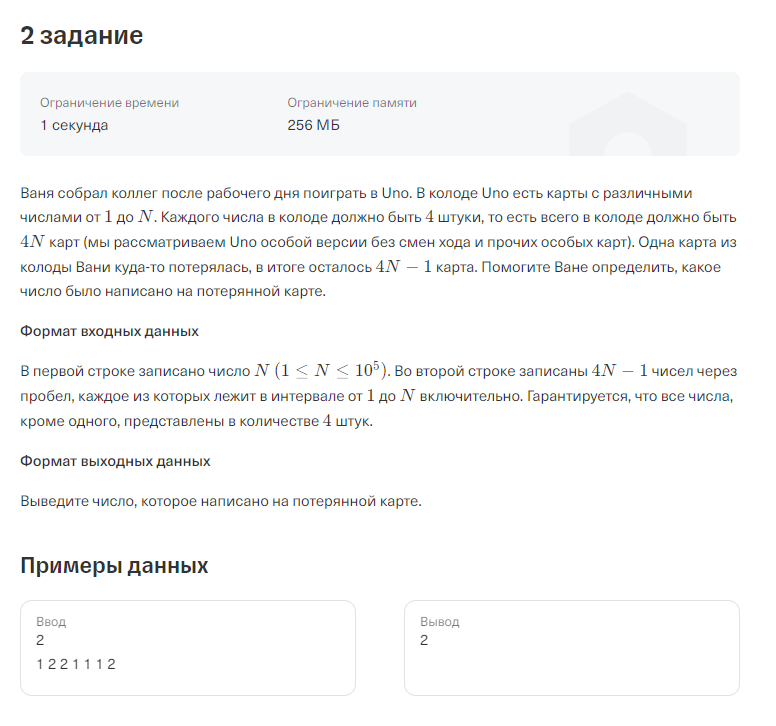 2 задание
Ограничение времени
Ограничение памяти
1 секунда
256 МБ
Ваня собрал коллег после рабочего дня поиграть в Uno. В колоде Uno есть карты с различными
числами от 1 до N. Каждого числа в колоде должно быть 4 штуки, то есть всего в колоде должно быть
4N карт (мы рассматриваем Uno особой версии без смен хода и прочих особых карт). Одна карта из
колоды Вани куда-то потерялась, в итоге осталось 4N − 1 карта. Помогите Ване определить, какое
число было написано на потерянной карте.
Формат входных данных
В первой строке записано число N (1 ≤ N ≤ 10⁵). Во второй строке записаны 4N − 1 чисел через
пробел, каждое из которых лежит в интервале от 1 до N включительно. Гарантируется, что все числа,
кроме одного, представлены в количестве 4 штук.
Формат выходных данных
Выведите число, которое написано на потерянной карте.
Примеры данных
Ввод
2
1 2 2 1 1 1 2
Вывод
2